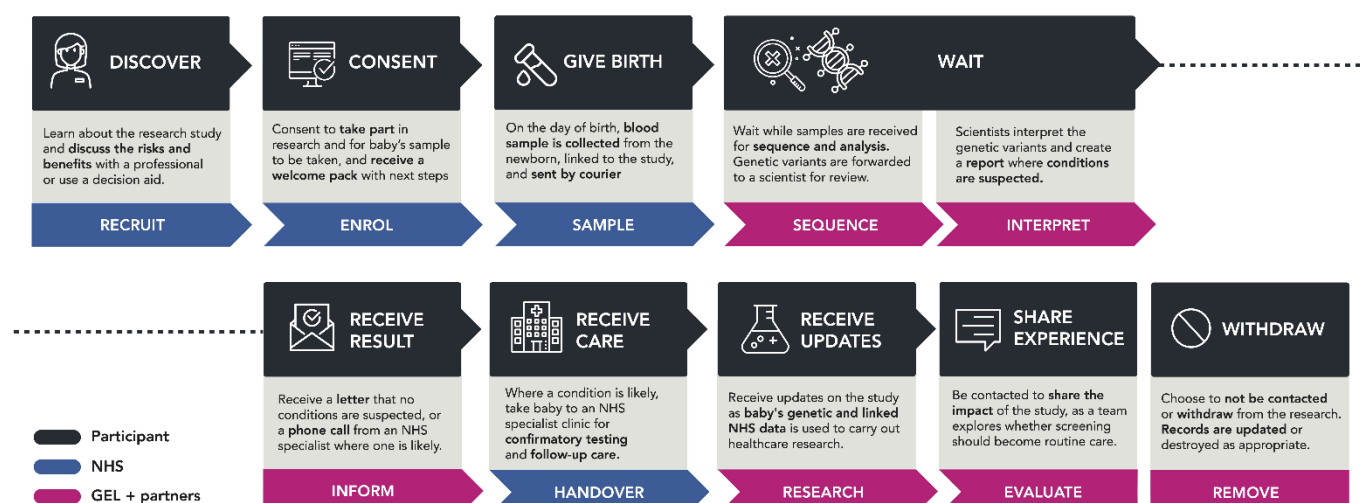 DISCOVER
Learn about the research study
and discuss the risks and
benefits with a professional
or use a decision aid.
RECRUIT
CONSENT
Consent to take part in
research and for baby's sample
to be taken, and receive a
welcome pack with next steps
ENROL
GIVE BIRTH
On the day of birth, blood
sample is collected from the
newborn, linked to the study,
and sent by courier
SAMPLE
WAIT
Wait while samples are received
for sequence and analysis.
Genetic variants are forwarded
to a scientist for review.
SEQUENCE
Scientists interpret the
genetic variants and create
a report where conditions
are suspected.
INTERPRET
RECEIVE
RESULT
Receive a letter that no
conditions are suspected, or
a phone call from an NHS
specialist where one is likely.
INFORM
RECEIVE
CARE
Where a condition is likely,
take baby to an NHS
specialist clinic for
confirmatory testing
and follow-up care.
HANDOVER
RECEIVE
UPDATES
Receive updates on the study
as baby's genetic and linked
NHS data is used to carry out
healthcare research.
RESEARCH
SHARE
EXPERIENCE
Be contacted to share the
impact of the study, as a team
explores whether screening
should become routine care.
EVALUATE
WITHDRAW
Choose to not be contacted
or withdraw from the research.
Records are updated or
destroyed as appropriate.
REMOVE
Participant
NHS
GEL + partners